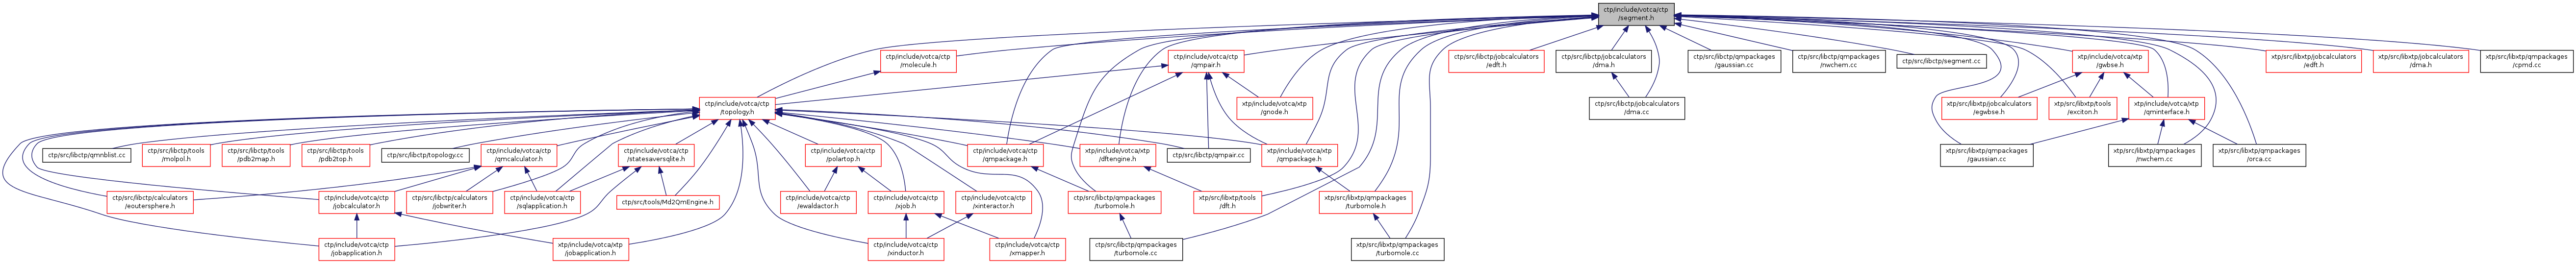 ctp/include/votca/ctp
/segment.h
ctp/include/votca/ctp
/molecule.h
ctp/include/votca/ctp
/qmpair.h
ctp/src/libctp/jobcalculators
/edft.h
ctp/src/libctp/jobcalculators
/dma.h
ctp/src/libctp/qmpackages
/gaussian.cc
ctp/src/libctp/qmpackages
/nwchem.cc
ctp/src/libctp/segment.cc
xtp/include/votca/xtp
/gwbse.h
xtp/src/libxtp/jobcalculators
/edft.h
xtp/src/libxtp/jobcalculators
/dma.h
xtp/src/libxtp/qmpackages
/cpmd.cc
ctp/include/votca/ctp
/topology.h
xtp/include/votca/xtp
/gnode.h
ctp/src/libctp/jobcalculators
/dma.cc
xtp/src/libxtp/jobcalculators
/egwbse.h
xtp/src/libxtp/tools
/exciton.h
xtp/include/votca/xtp
/qminterface.h
ctp/src/libctp/qmnblist.cc
ctp/src/libctp/tools
/molpol.h
ctp/src/libctp/tools
/pdb2map.h
ctp/src/libctp/tools
/pdb2top.h
ctp/src/libctp/topology.cc
ctp/include/votca/ctp
/qmcalculator.h
ctp/include/votca/ctp
/statesaversqlite.h
ctp/include/votca/ctp
/polartop.h
ctp/include/votca/ctp
/qmpackage.h
xtp/include/votca/xtp
/dftengine.h
ctp/src/libctp/qmpair.cc
xtp/include/votca/xtp
/qmpackage.h
xtp/src/libxtp/qmpackages
/gaussian.cc
xtp/src/libxtp/qmpackages
/nwchem.cc
xtp/src/libxtp/qmpackages
/orca.cc
ctp/src/libctp/calculators
/eoutersphere.h
ctp/include/votca/ctp
/jobcalculator.h
ctp/src/libctp/calculators
/jobwriter.h
ctp/include/votca/ctp
/sqlapplication.h
ctp/src/tools/Md2QmEngine.h
ctp/include/votca/ctp
/ewaldactor.h
ctp/include/votca/ctp
/xjob.h
ctp/include/votca/ctp
/xinteractor.h
ctp/src/libctp/qmpackages
/turbomole.h
xtp/src/libxtp/tools
/dft.h
xtp/src/libxtp/qmpackages
/turbomole.h
ctp/include/votca/ctp
/jobapplication.h
xtp/include/votca/xtp
/jobapplication.h
ctp/include/votca/ctp
/xinductor.h
ctp/include/votca/ctp
/xmapper.h
ctp/src/libctp/qmpackages
/turbomole.cc
xtp/src/libxtp/qmpackages
/turbomole.cc